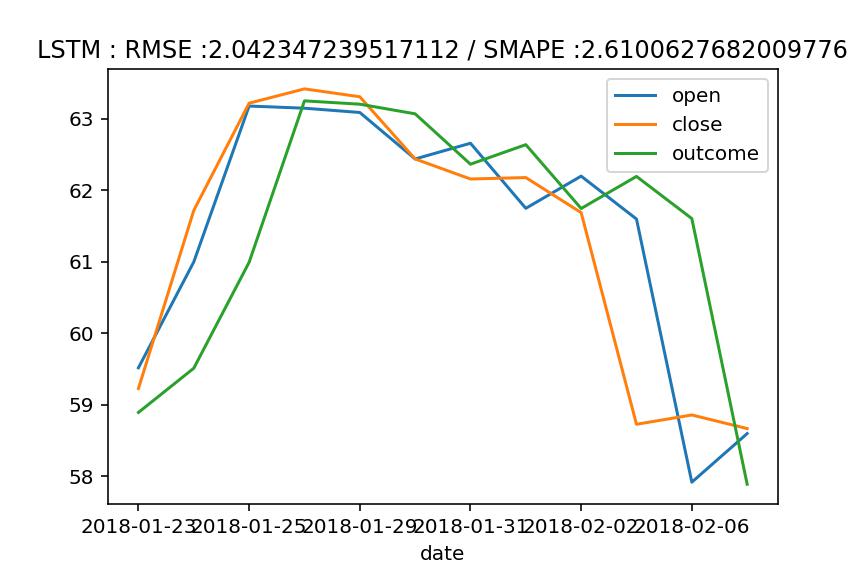 LSTM : RMSE :2.042347239517112 / SMAPE :2.6100627682009776
open
close
outcome
63
62
61
60
59
58
2018-01-23 2018-01-25 2018-01-29 2018-01-31 2018-02-02 2018-02-06
date